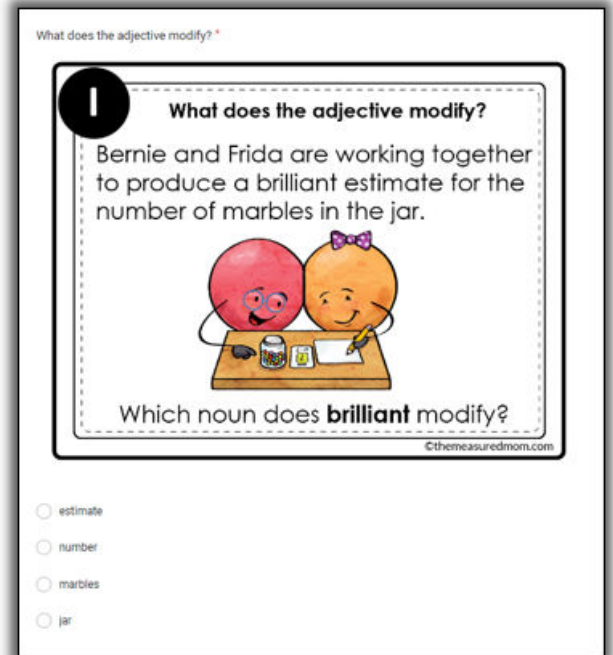 What does the adjective modify? *
1
What does the adjective modify?
Bernie and Frida are working together
to produce a brilliant estimate for the
number of marbles in the jar.
Which noun does brilliant modify?
©themeasuredmom.com
estimate
number
marbles
jar